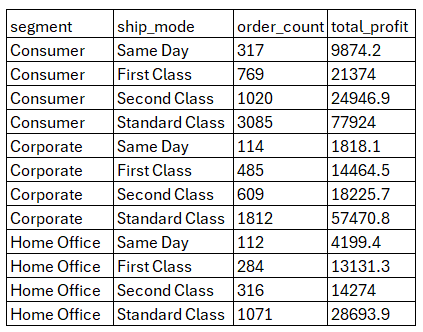 segment ship_mode order_count total_profit
Consumer Same Day 317 9874.2
Consumer First Class 769 21374
Consumer Second Class 1020 24946.9
Consumer Standard Class 3085 77924
Corporate Same Day 114 1818.1
Corporate First Class 485 14464.5
Corporate Second Class 609 18225.7
Corporate Standard Class 1812 57470.8
Home Office Same Day 112 4199.4
Home Office First Class 284 13131.3
Home Office Second Class 316 14274
Home Office Standard Class 1071 28693.9